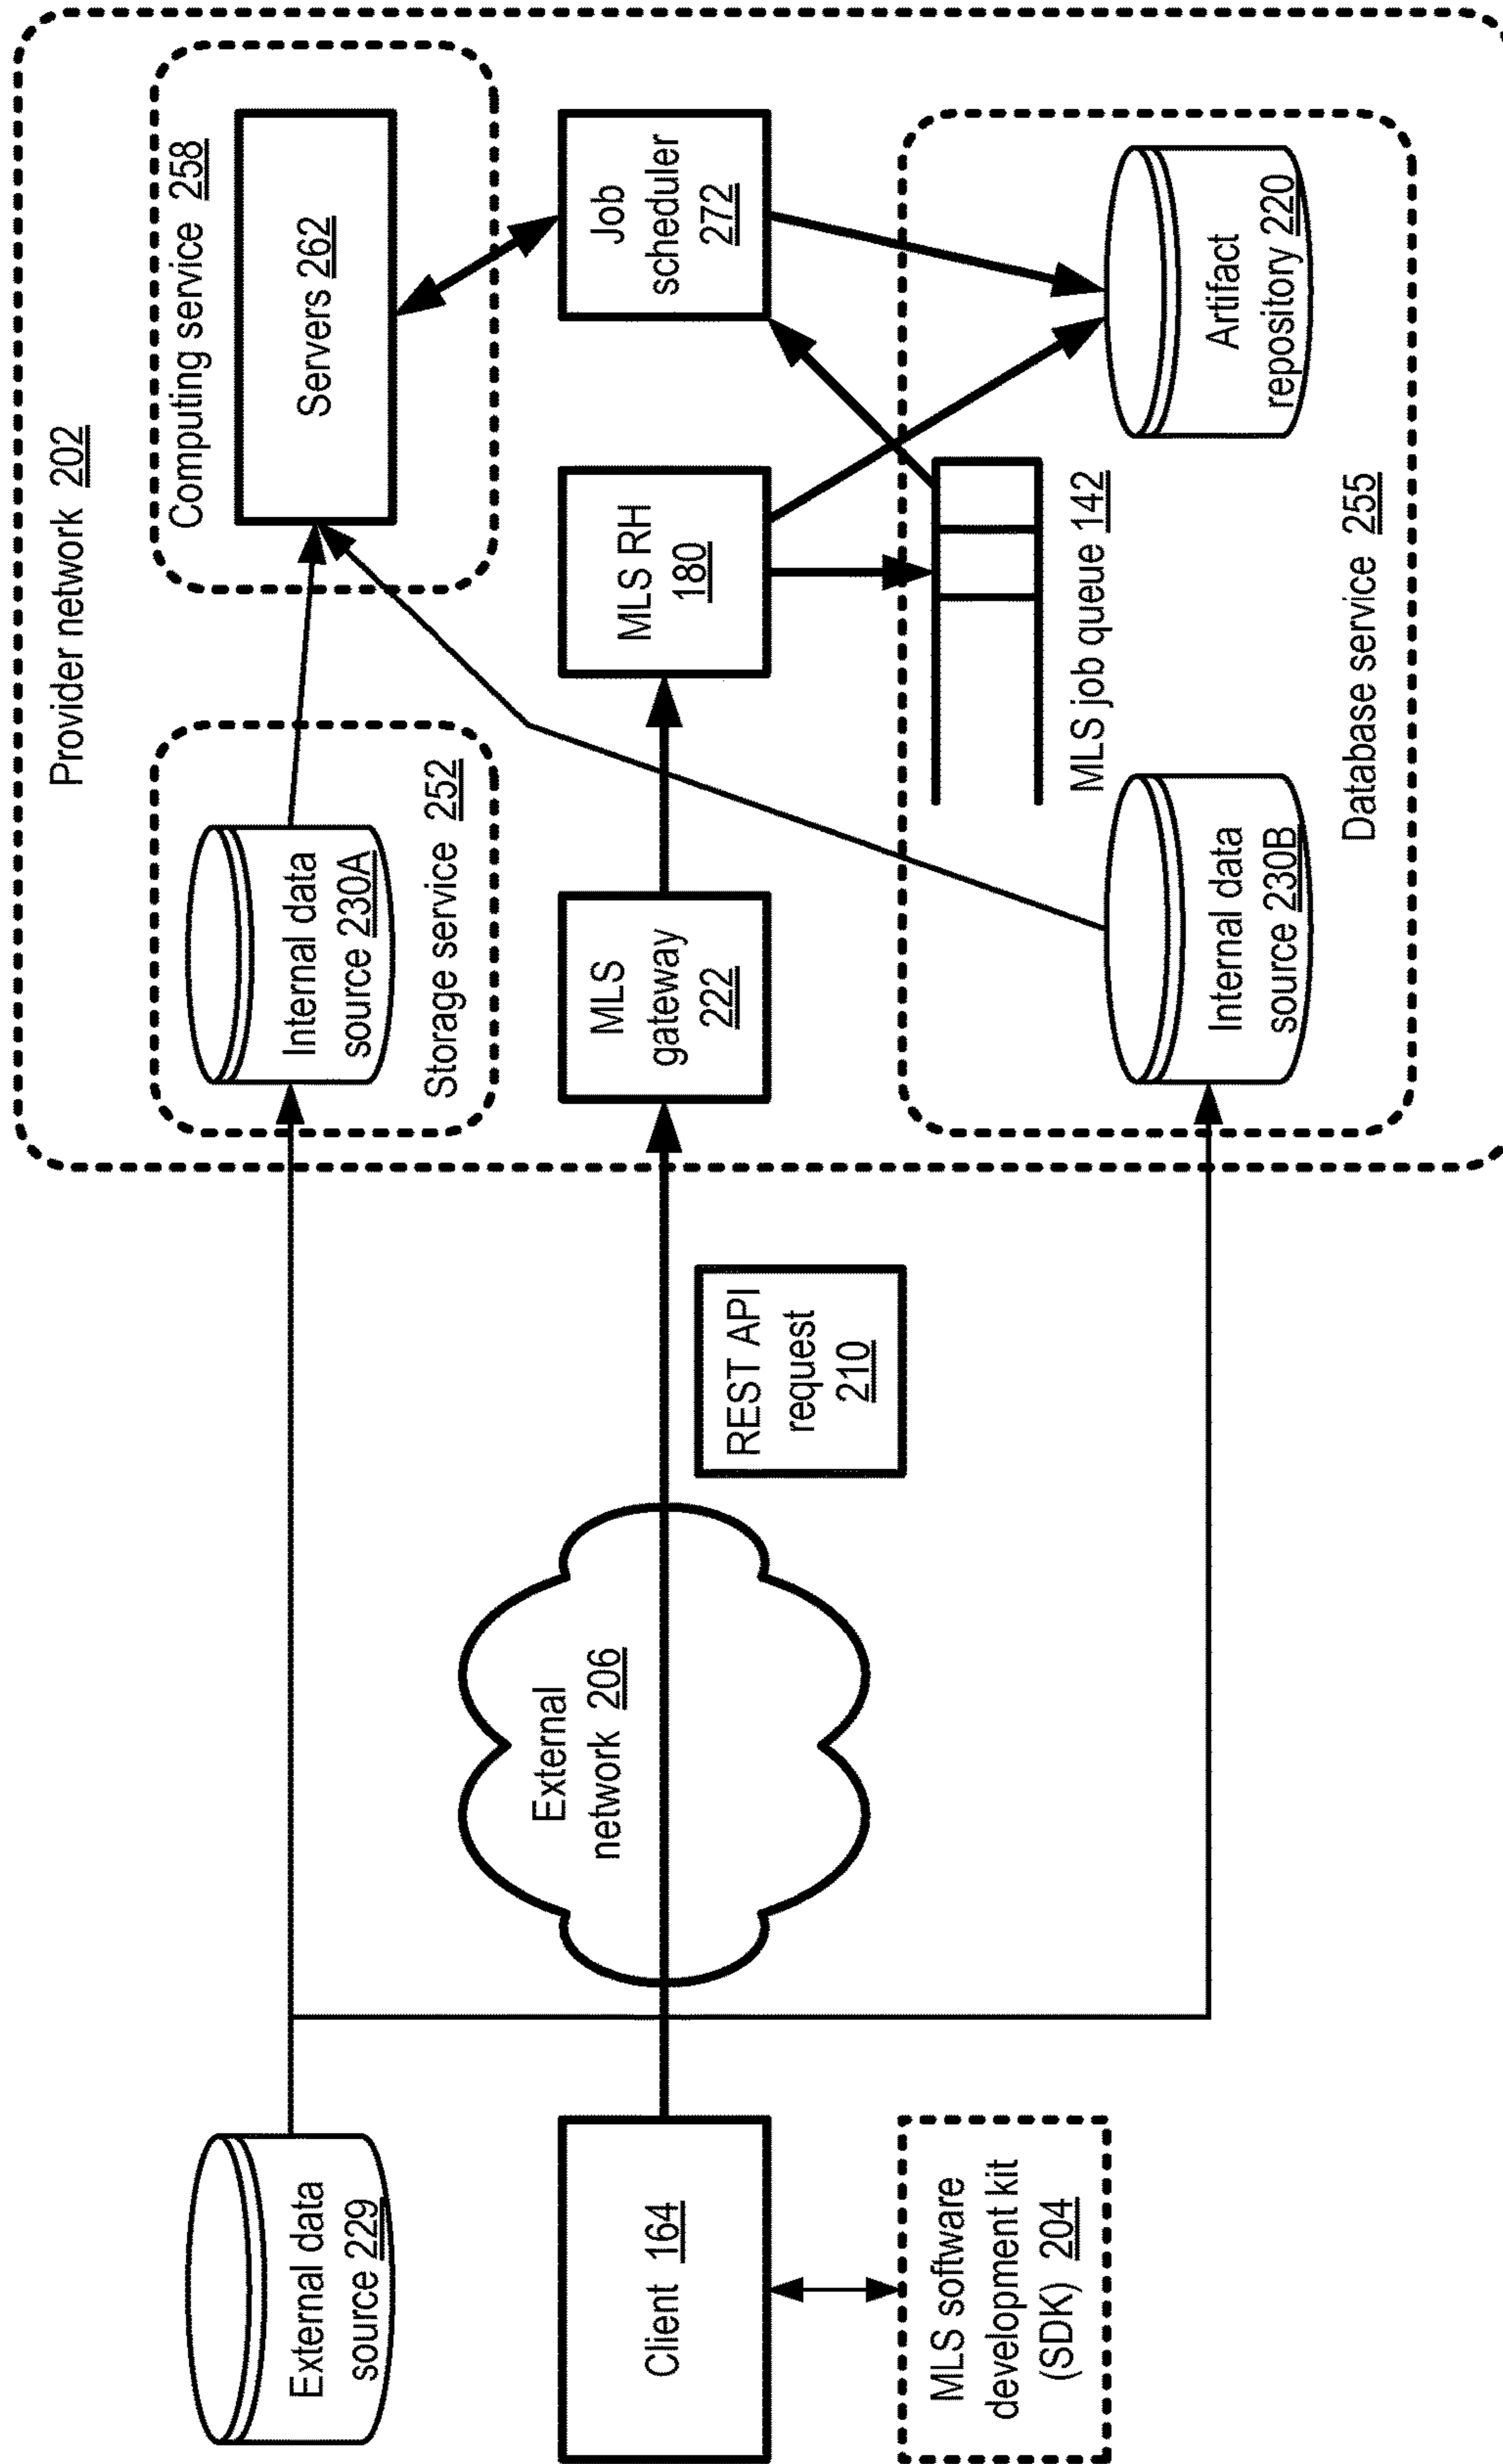 Provider network 202
Computing service 258
Servers 262
Internal data
source 230A
Storage service 252
External data
source 229
Job
scheduler
272
MLS RH
180
MLS
gateway
222
REST API
request
210
External
network 206
Client 164
MLS software
development kit
(SDK) 204
MLS job queue 142
Artifact
repository 220
Internal data
source 230B
Database service 255